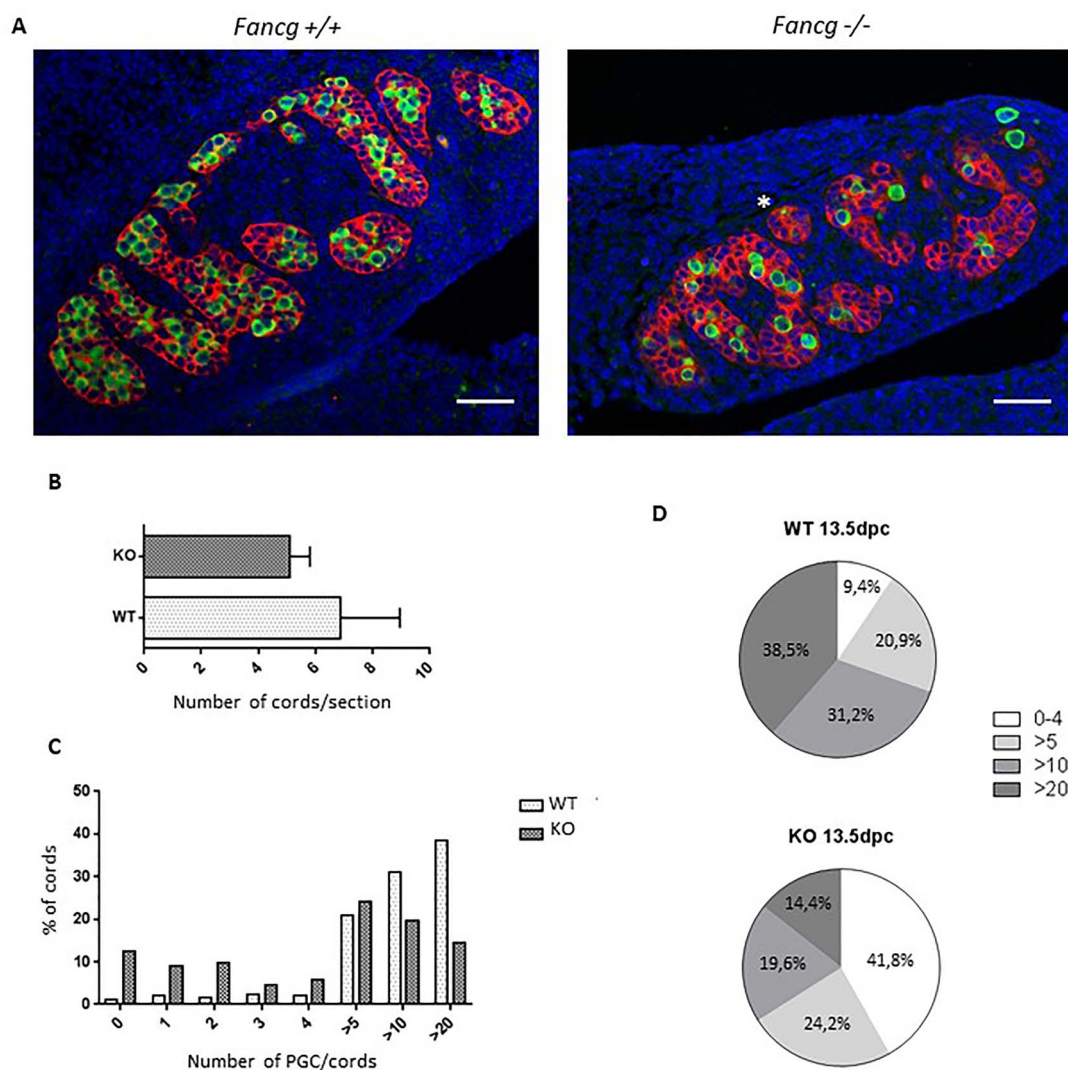 A
Fancg +/+
Fancg -/-
*
B
KO
WT
0
2
4
6
8
10
Number of cords/section
C
50
40
30
20
10
0
% of cords
0
1
2
3
4
>5
>10
>20
Number of PGC/cords
WT
KO
D
WT 13.5dpc
9,4%
20,9%
31,2%
38,5%
0-4
>5
>10
>20
KO 13.5dpc
14,4%
41,8%
19,6%
24,2%